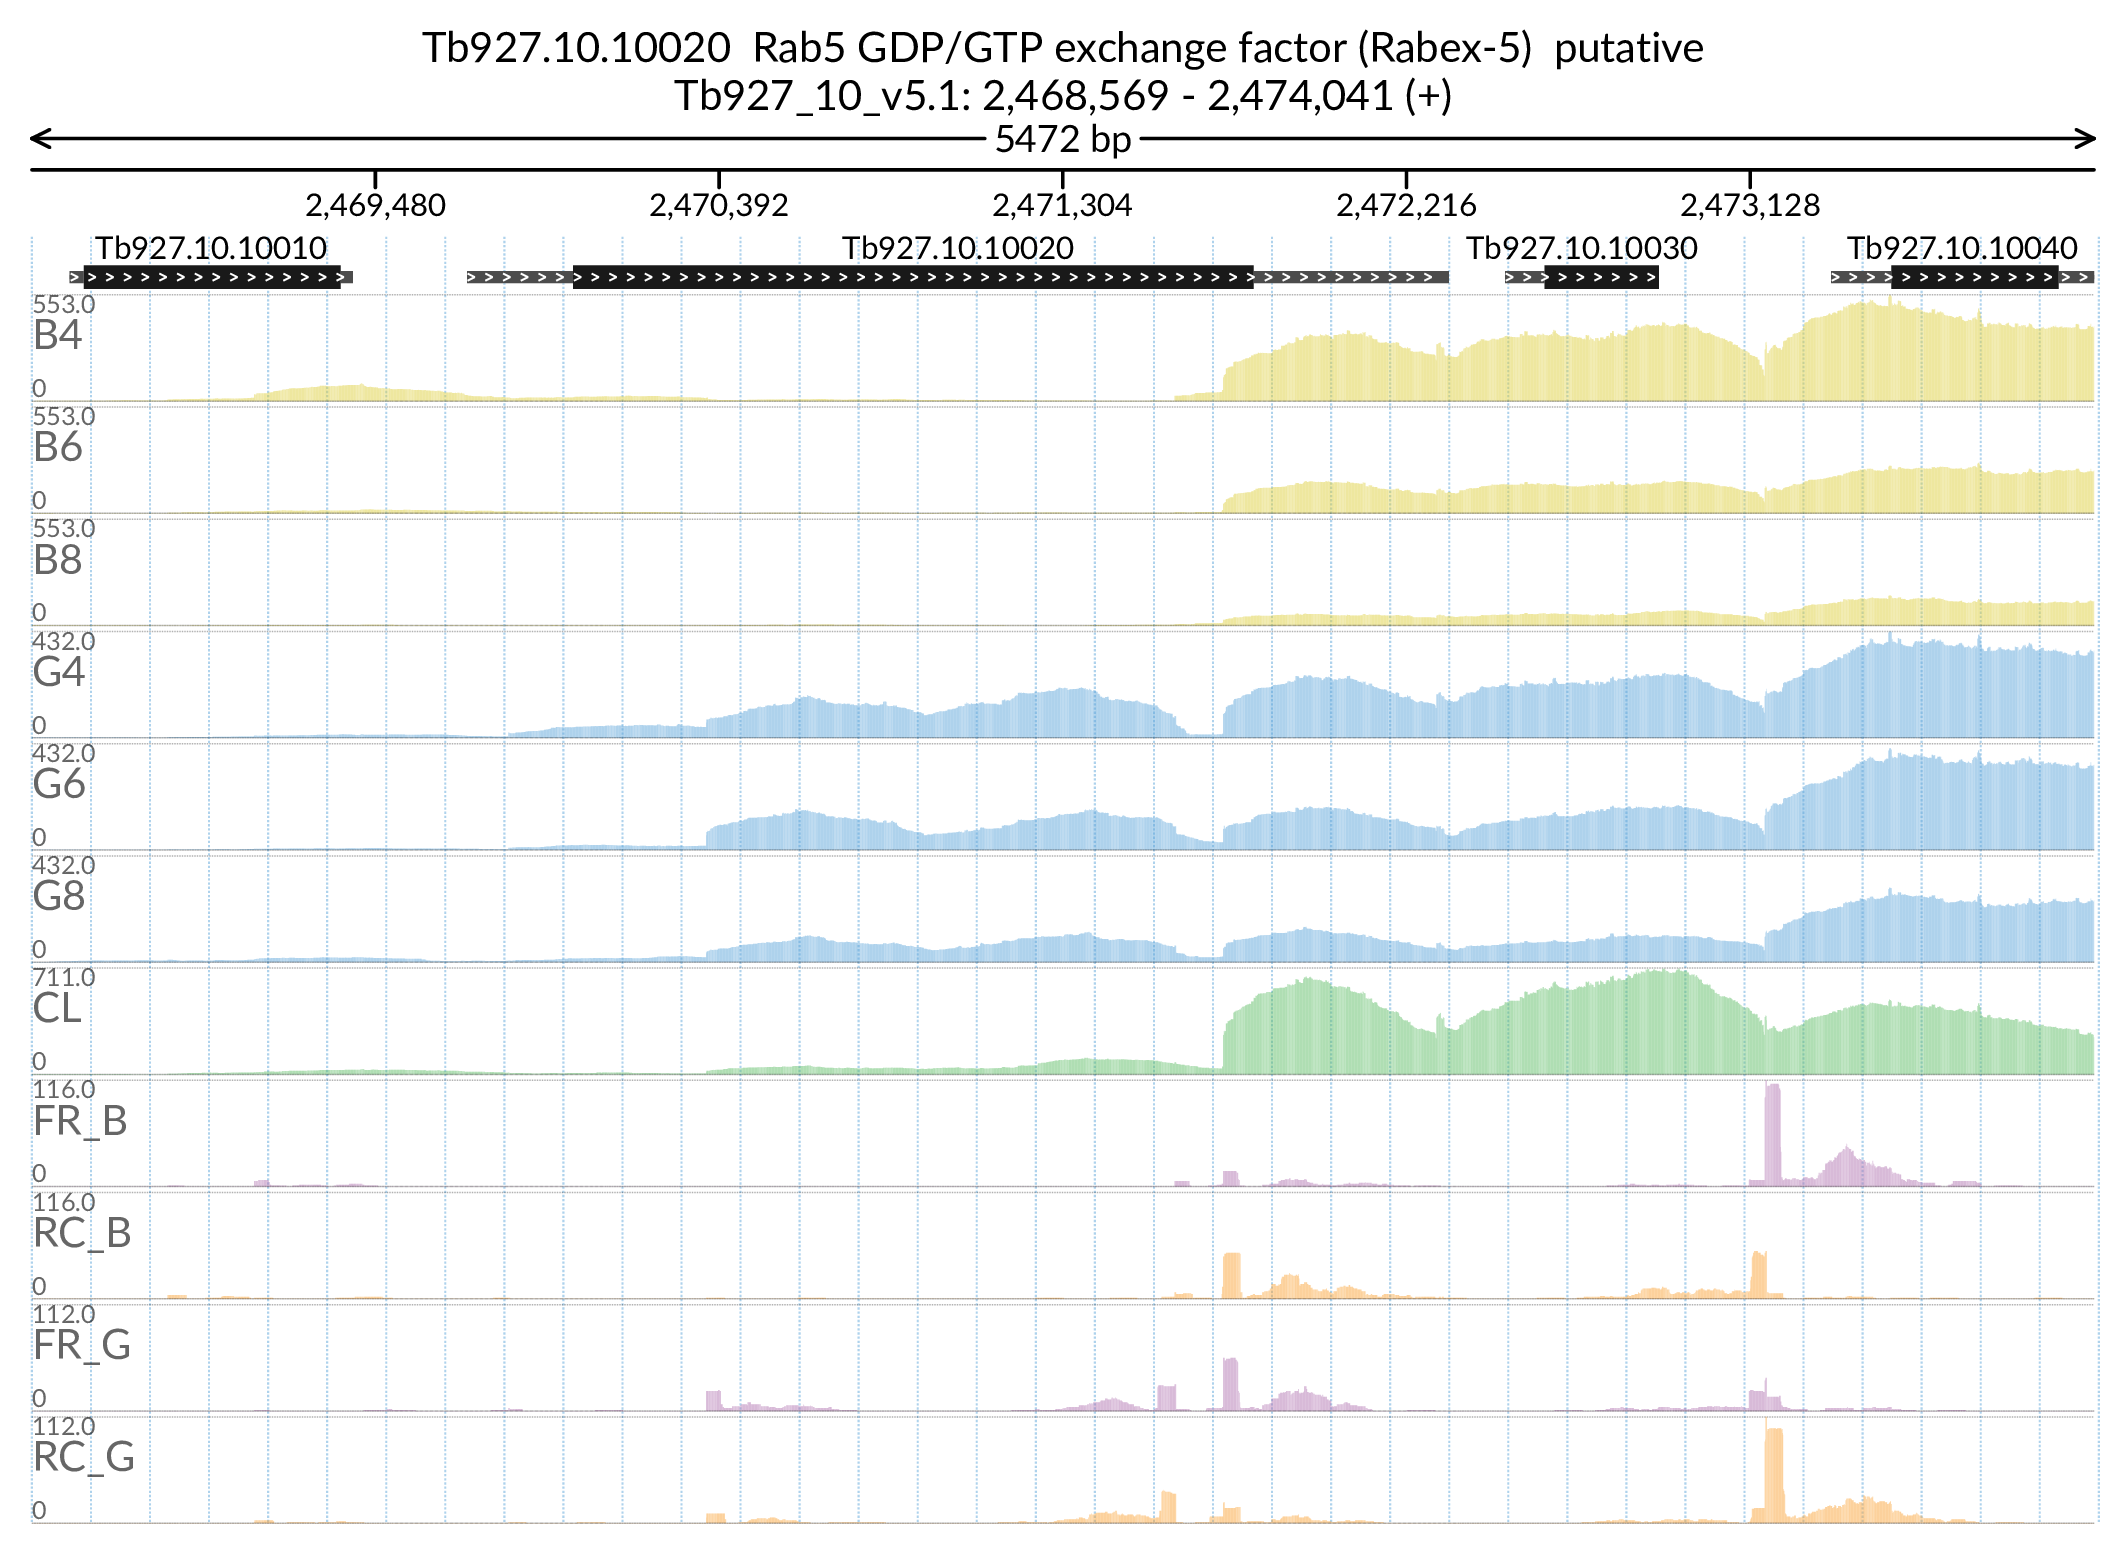 Tb927.10.10020  Rab5 GDP/GTP exchange factor (Rabex-5)  putative
Tb927_10_v5.1: 2,468,569 - 2,474,041 (+)
5472 bp
2,469,480 2,470,392 2,471,304 2,472,216 2,473,128
Tb927.10.10010 Tb927.10.10020 Tb927.10.10030 Tb927.10.10040
553.0
B4
0
553.0
B6
0
553.0
B8
0
432.0
G4
0
432.0
G6
0
432.0
G8
0
711.0
CL
0
116.0
FR_B
0
116.0
RC_B
0
112.0
FR_G
0
112.0
RC_G
0